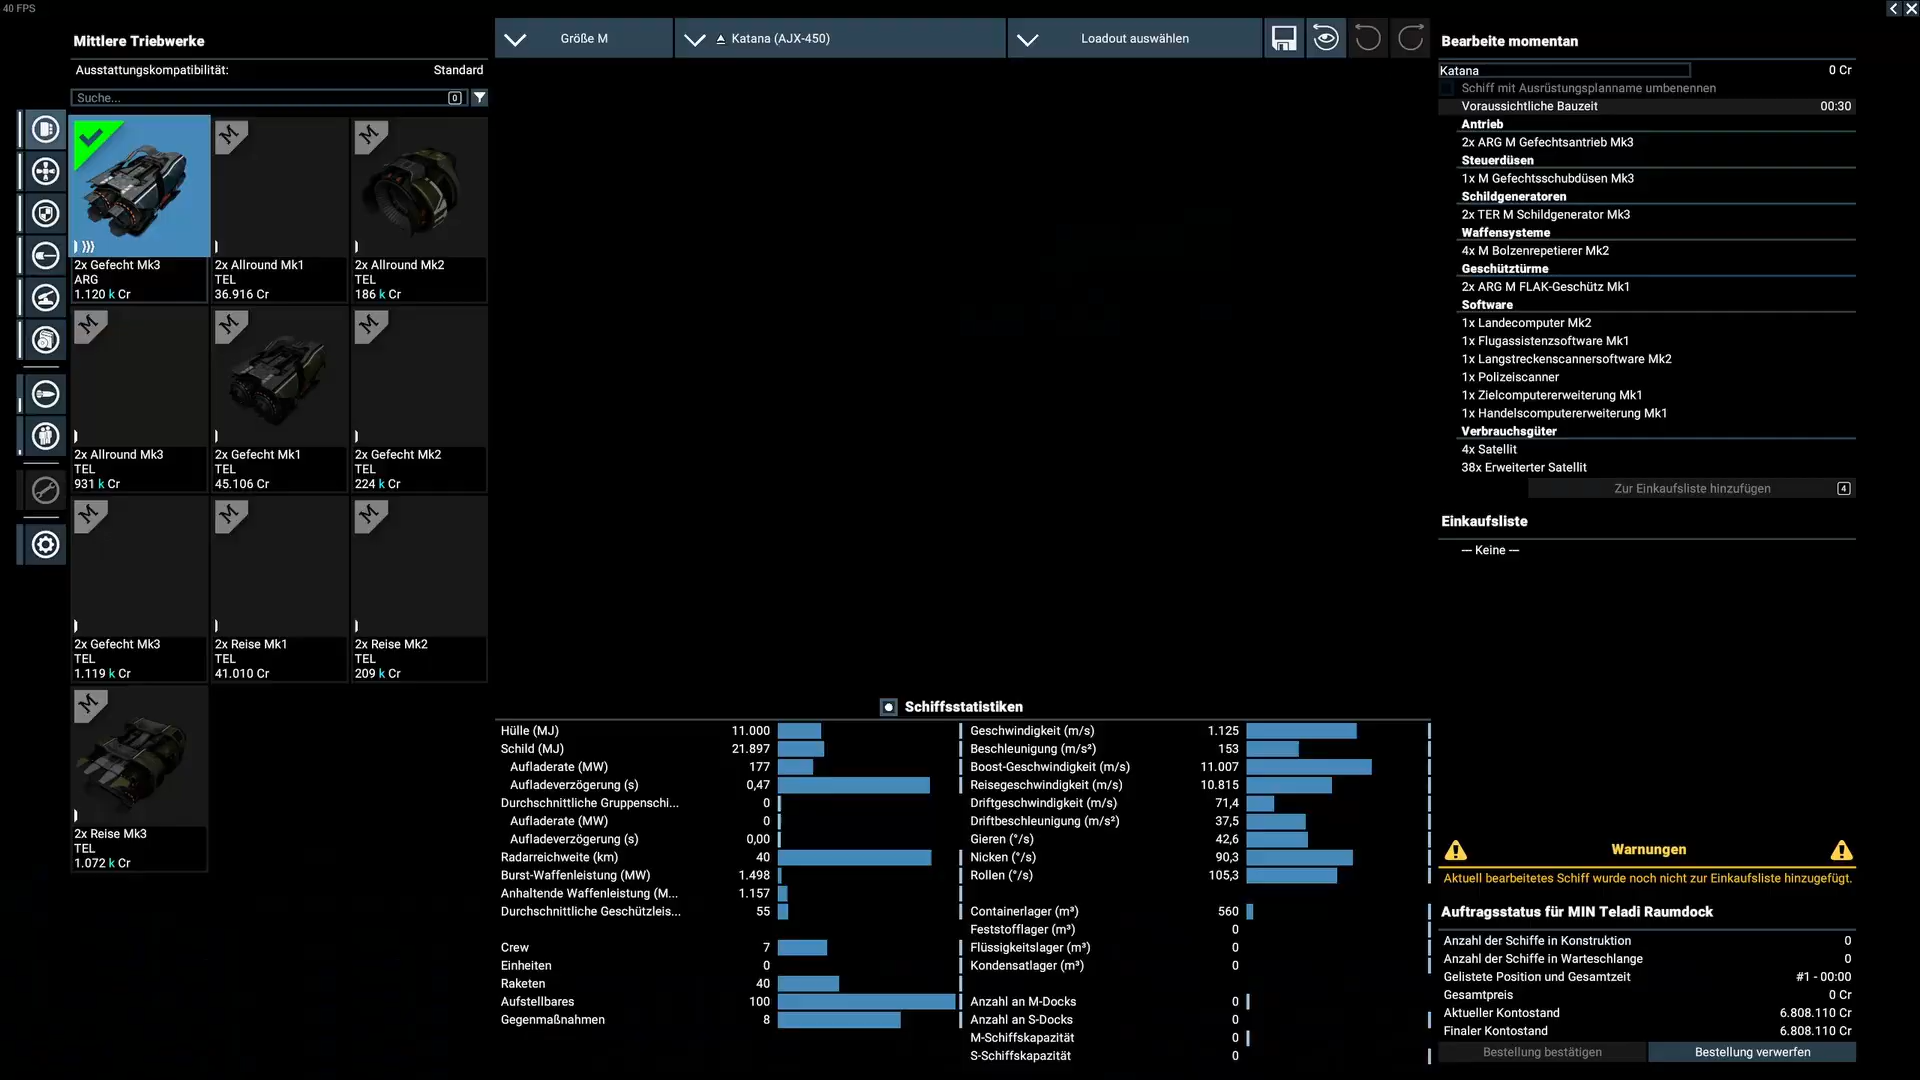 40 FPS
Mittlere Triebwerke
Ausstattungskompatibilität: Standard
Suche... 0
2x Gefecht Mk3
ARG
1.120 k Cr
M
2x Allround Mk1
TEL
36.916 Cr
M
2x Allround Mk2
TEL
186 k Cr
M
2x Allround Mk3
TEL
931 k Cr
M
2x Gefecht Mk1
TEL
45.106 Cr
M
2x Gefecht Mk2
TEL
224 k Cr
M
2x Gefecht Mk3
TEL
1.119 k Cr
M
2x Reise Mk1
TEL
41.010 Cr
M
2x Reise Mk2
TEL
209 k Cr
M
2x Reise Mk3
TEL
1.072 k Cr
Größe M
Katana (AJX-450)
Loadout auswählen
Schiffsstatistiken
Hülle (MJ) 11.000
Schild (MJ) 21.897
Aufladerate (MW) 177
Aufladeverzögerung (s) 0,47
Durchschnittliche Gruppenschi... 0
Aufladerate (MW) 0
Aufladeverzögerung (s) 0,00
Radarreichweite (km) 40
Burst-Waffenleistung (MW) 1.498
Anhaltende Waffenleistung (M... 1.157
Durchschnittliche Geschützleis... 55
Crew 7
Einheiten 0
Raketen 40
Aufstellbares 100
Gegenmaßnahmen 8
Geschwindigkeit (m/s) 1.125
Beschleunigung (m/s²) 153
Boost-Geschwindigkeit (m/s) 11.007
Reisegeschwindigkeit (m/s) 10.815
Driftgeschwindigkeit (m/s) 71,4
Driftbeschleunigung (m/s²) 37,5
Gieren (°/s) 42,6
Nicken (°/s) 90,3
Rollen (°/s) 105,3
Containerlager (m³) 560
Feststofflager (m³) 0
Flüssigkeitslager (m³) 0
Kondensatlager (m³) 0
Anzahl an M-Docks 0
Anzahl an S-Docks 0
M-Schiffskapazität 0
S-Schiffskapazität 0
Bearbeite momentan
Katana 0 Cr
Schiff mit Ausrüstungsplanname umbenennen
Voraussichtliche Bauzeit 00:30
Antrieb
2x ARG M Gefechtsantrieb Mk3
Steuerdüsen
1x M Gefechtsschubdüsen Mk3
Schildgeneratoren
2x TER M Schildgenerator Mk3
Waffensysteme
4x M Bolzenrepetierer Mk2
Geschütztürme
2x ARG M FLAK-Geschütz Mk1
Software
1x Landecomputer Mk2
1x Flugassistenzsoftware Mk1
1x Langstreckenscannersoftware Mk2
1x Polizeiscanner
1x Zielcomputererweiterung Mk1
1x Handelscomputererweiterung Mk1
Verbrauchsgüter
4x Satellit
38x Erweiterter Satellit
Zur Einkaufsliste hinzufügen 4
Einkaufsliste
--- Keine ---
Warnungen
Aktuell bearbeitetes Schiff wurde noch nicht zur Einkaufsliste hinzugefügt.
Auftragsstatus für MIN Teladi Raumdock
Anzahl der Schiffe in Konstruktion 0
Anzahl der Schiffe in Warteschlange 0
Gelistete Position und Gesamtzeit #1 - 00:00
Gesamtpreis 0 Cr
Aktueller Kontostand 6.808.110 Cr
Finaler Kontostand 6.808.110 Cr
Bestellung bestätigen
Bestellung verwerfen